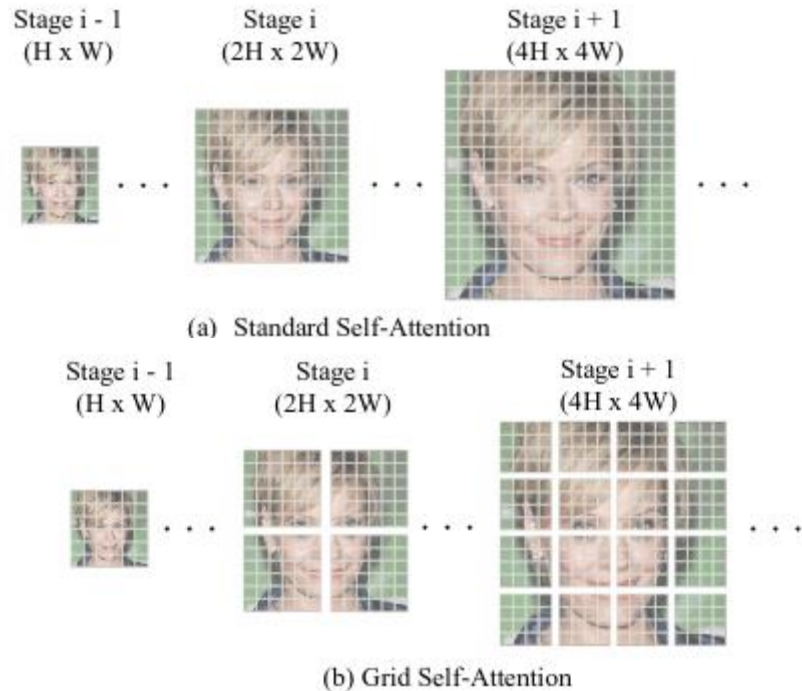 Stage i - 1 Stage i Stage i + 1
(H x W) (2H x 2W) (4H x 4W)
. . . . . . . . .
(a) Standard Self-Attention
Stage i - 1 Stage i Stage i + 1
(H x W) (2H x 2W) (4H x 4W)
. . . . . . . . .
(b) Grid Self-Attention